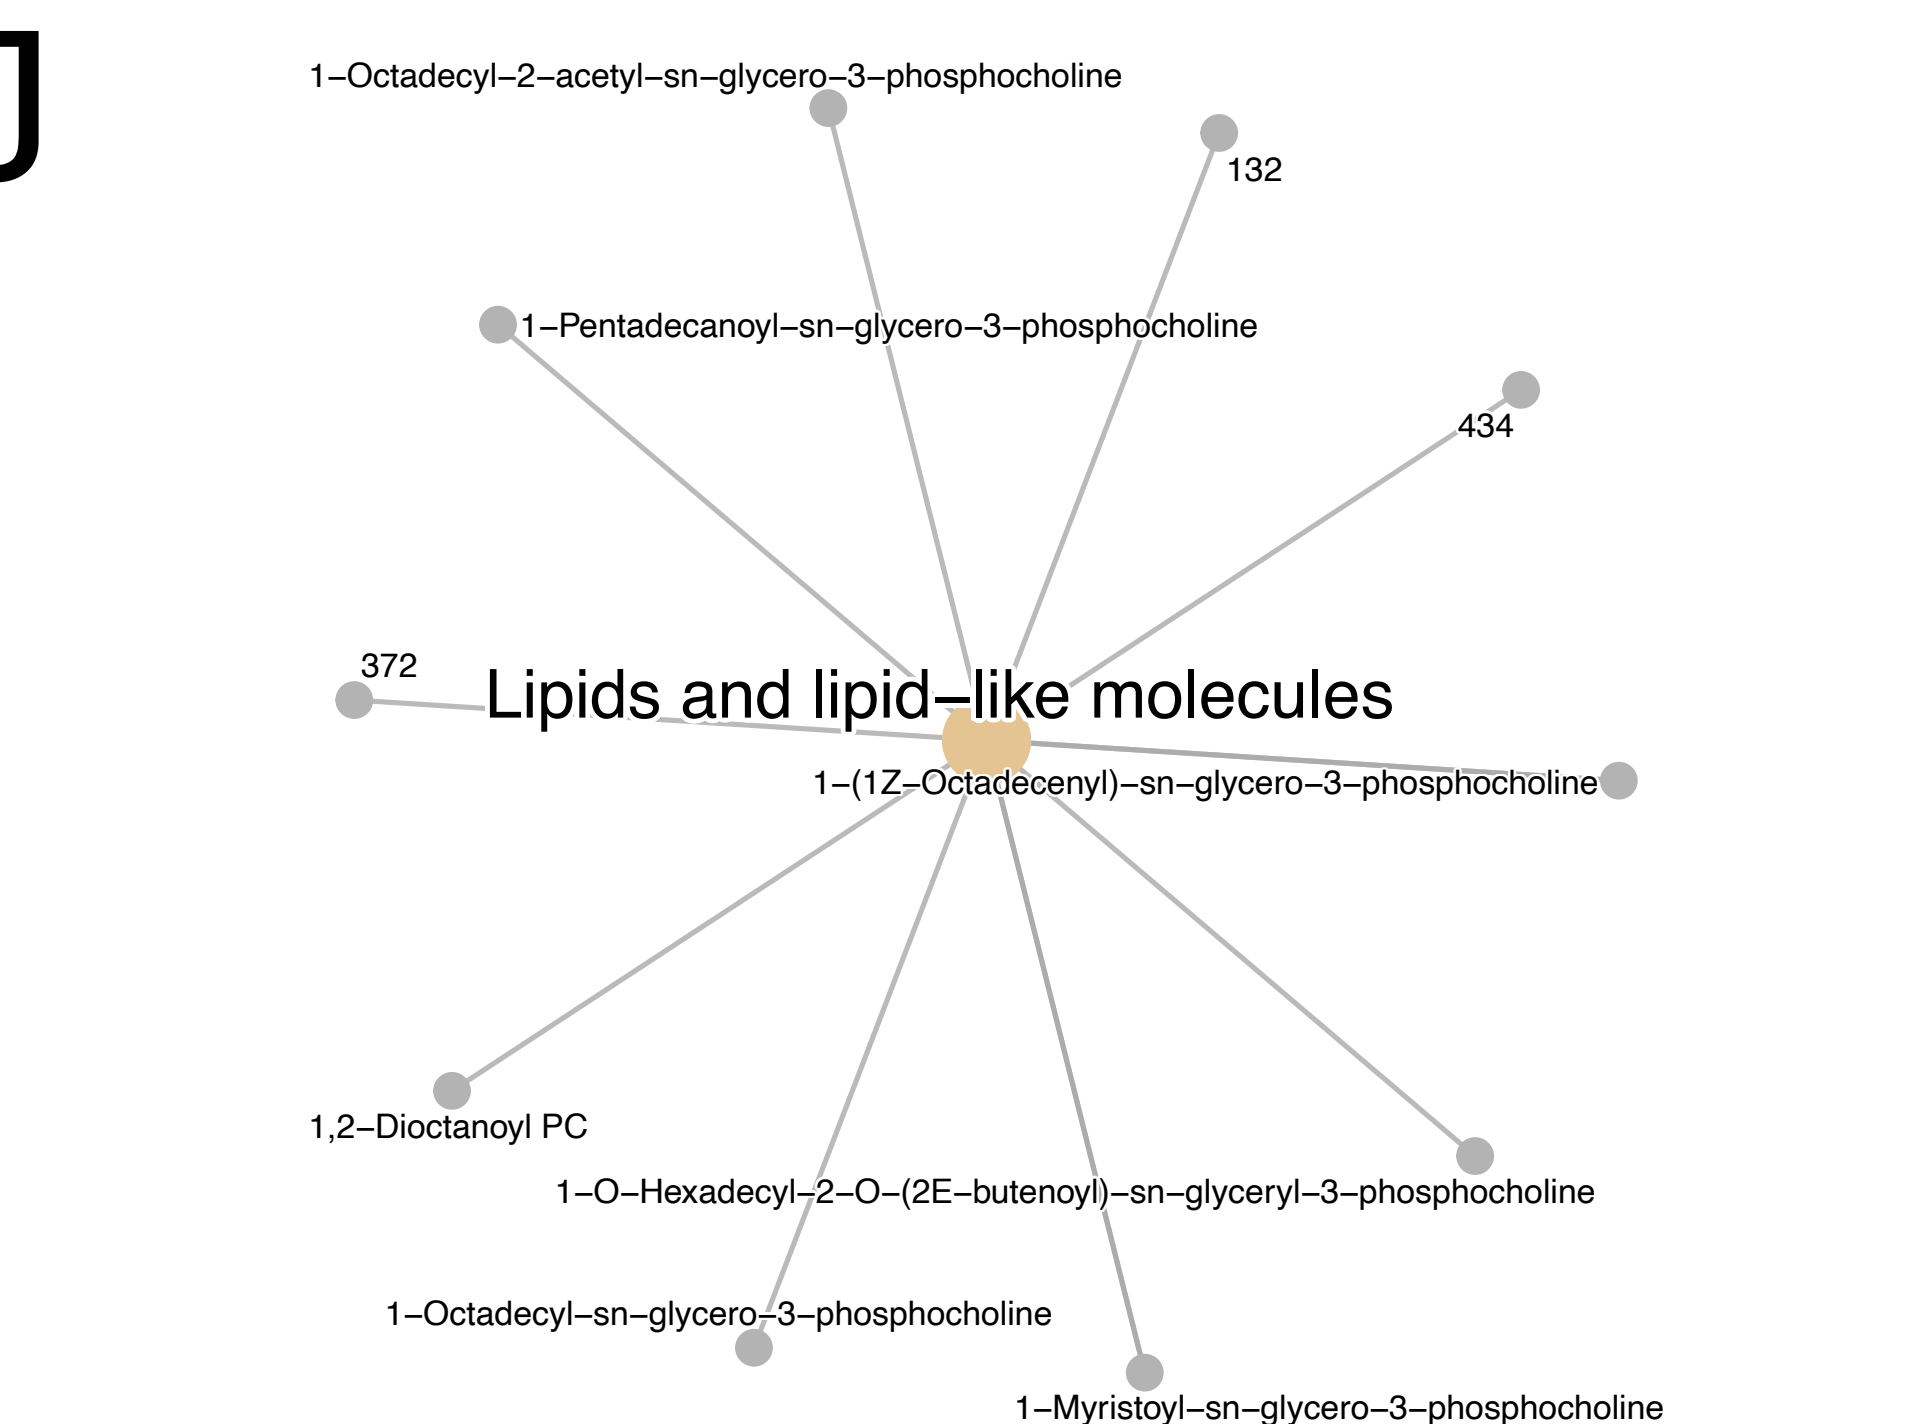 J
1−Octadecyl−2−acetyl−sn−glycero−3−phosphocholine
132
1−Pentadecanoyl−sn−glycero−3−phosphocholine
434
372
Lipids and lipid−like molecules
1−(1Z−Octadecenyl)−sn−glycero−3−phosphocholine
1,2−Dioctanoyl PC
1−O−Hexadecyl−2−O−(2E−butenoyl)−sn−glyceryl−3−phosphocholine
1−Octadecyl−sn−glycero−3−phosphocholine
1−Myristoyl−sn−glycero−3−phosphocholine